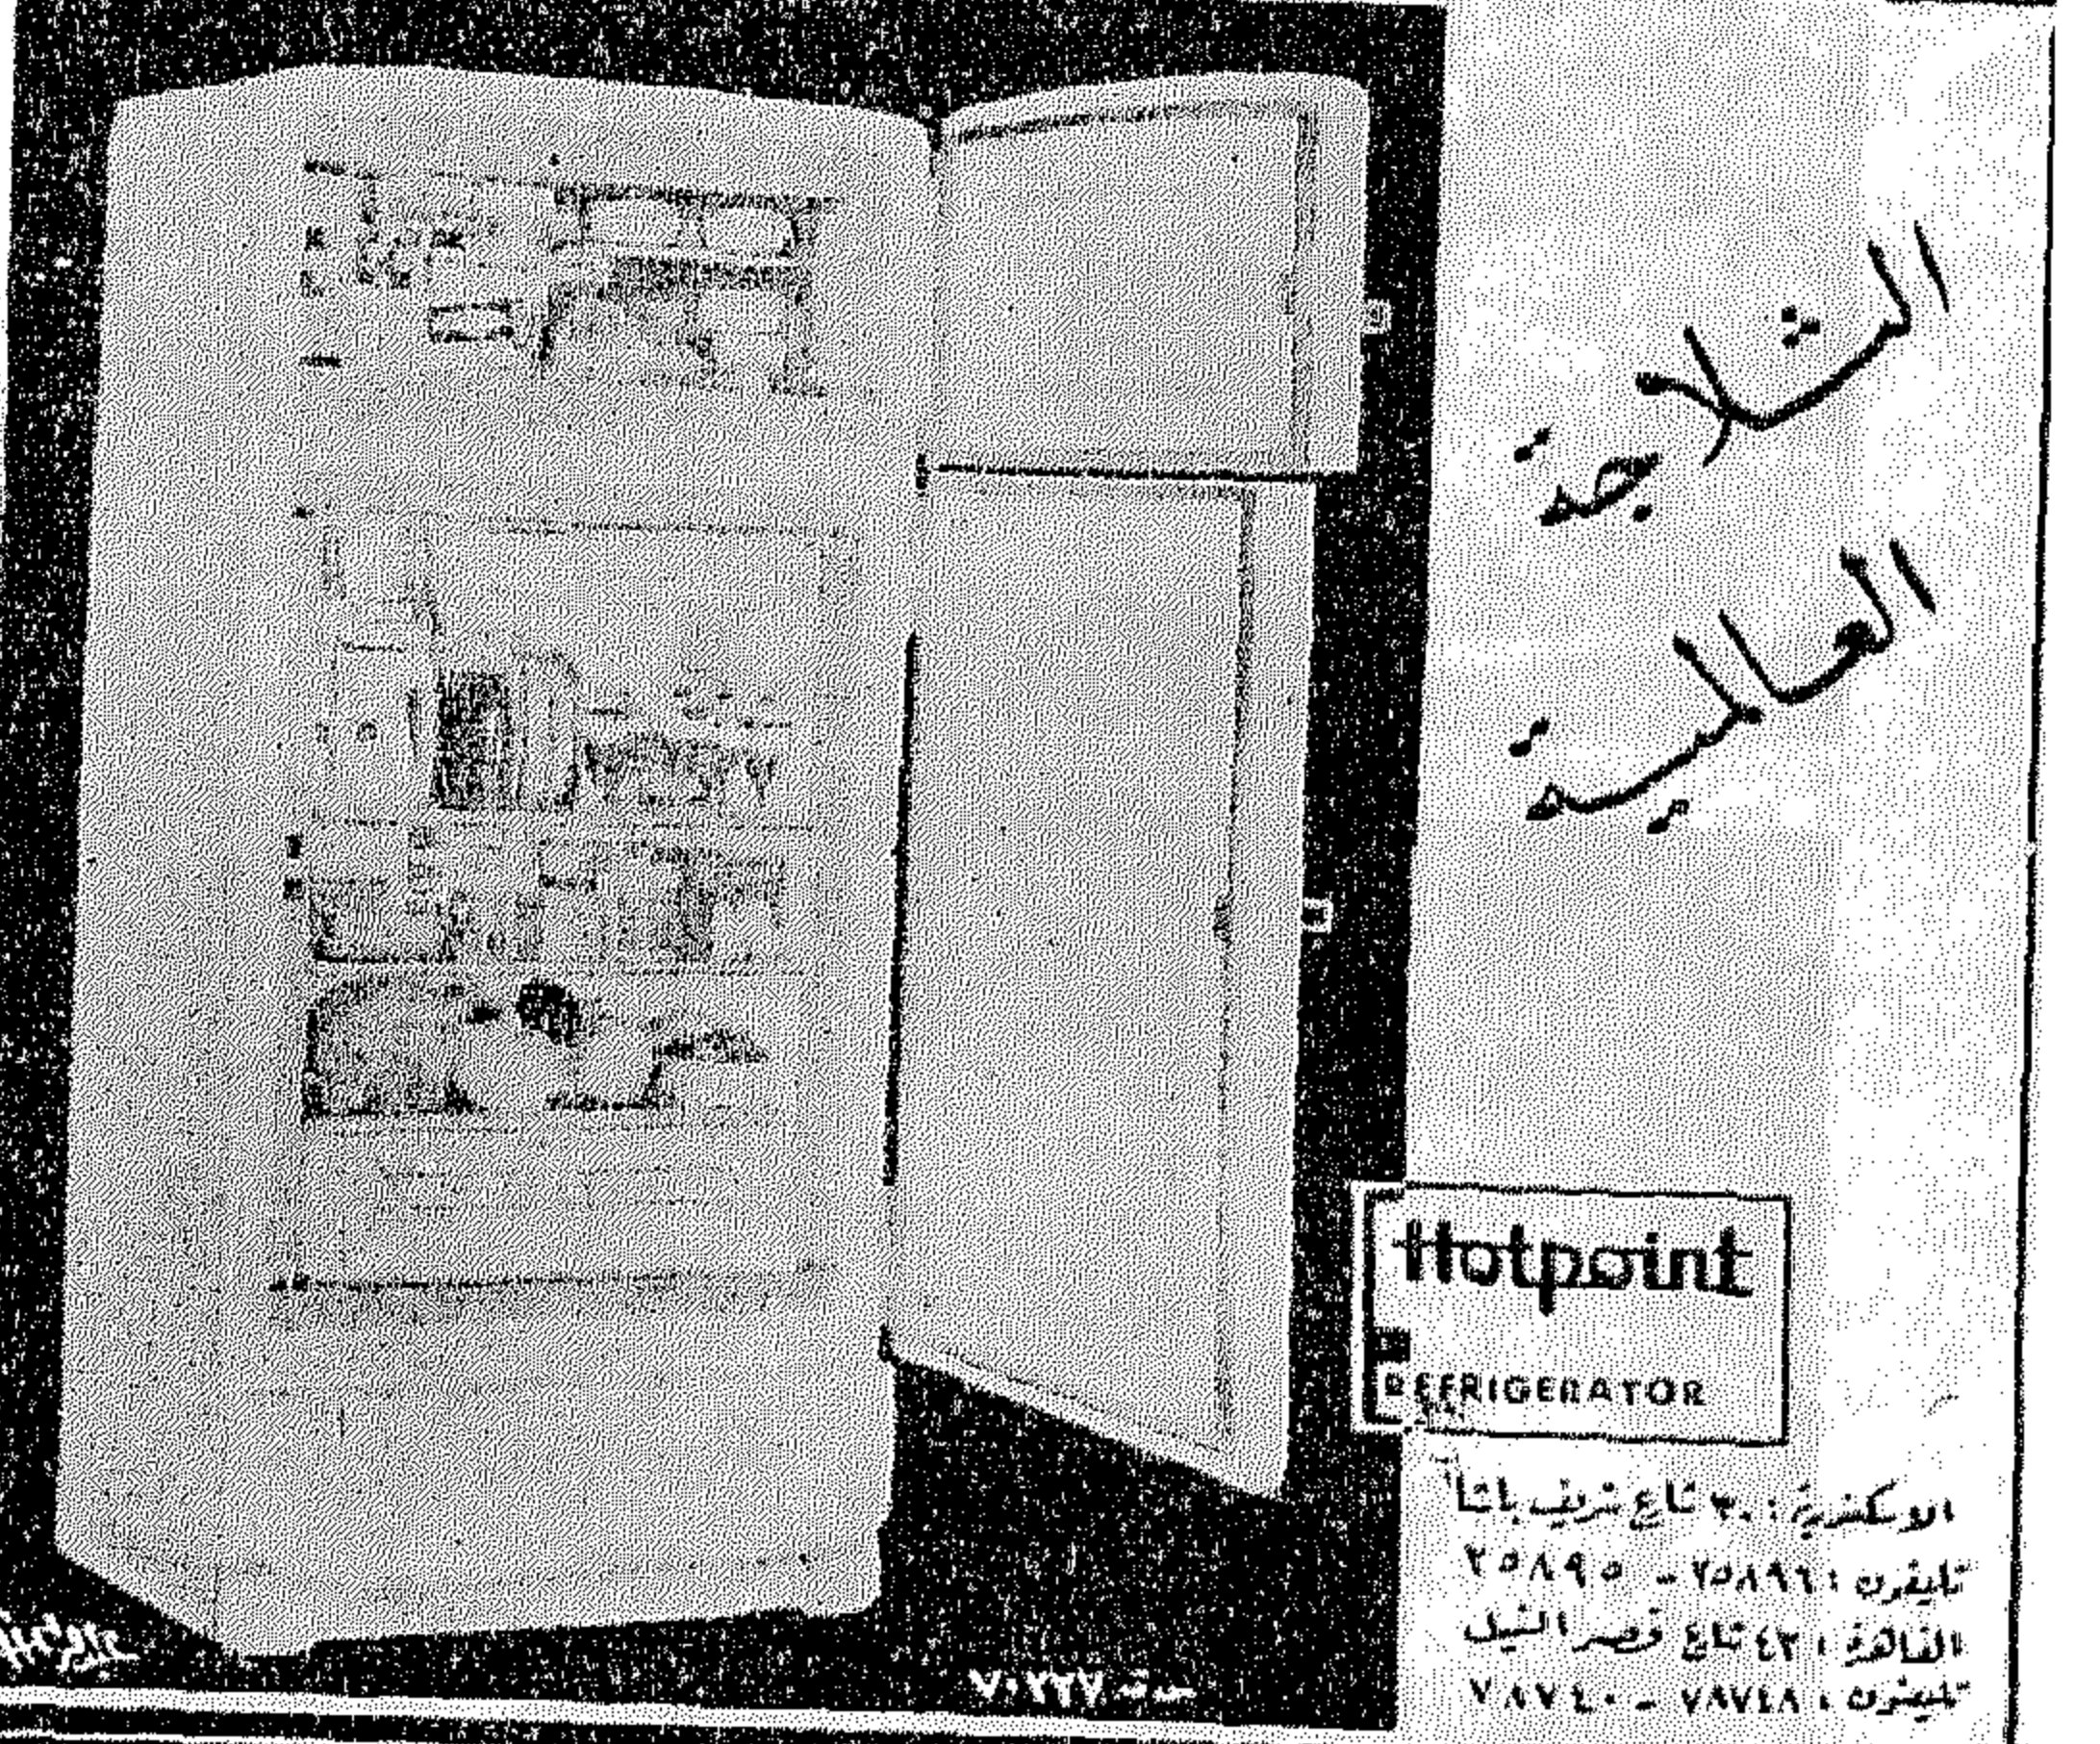 الثلاجة
العالمية
Hotpoint
REFRIGERATOR
الاسكندرية : ٣٠ شارع شريف باشا
تليفون : ٢٥٨٩٦ - ٢٥٨٩٥
القاهرة : ٤٢ شارع قصر النيل
تليفون : ٧٨٧٤٨ - ٧٨٧٤٠